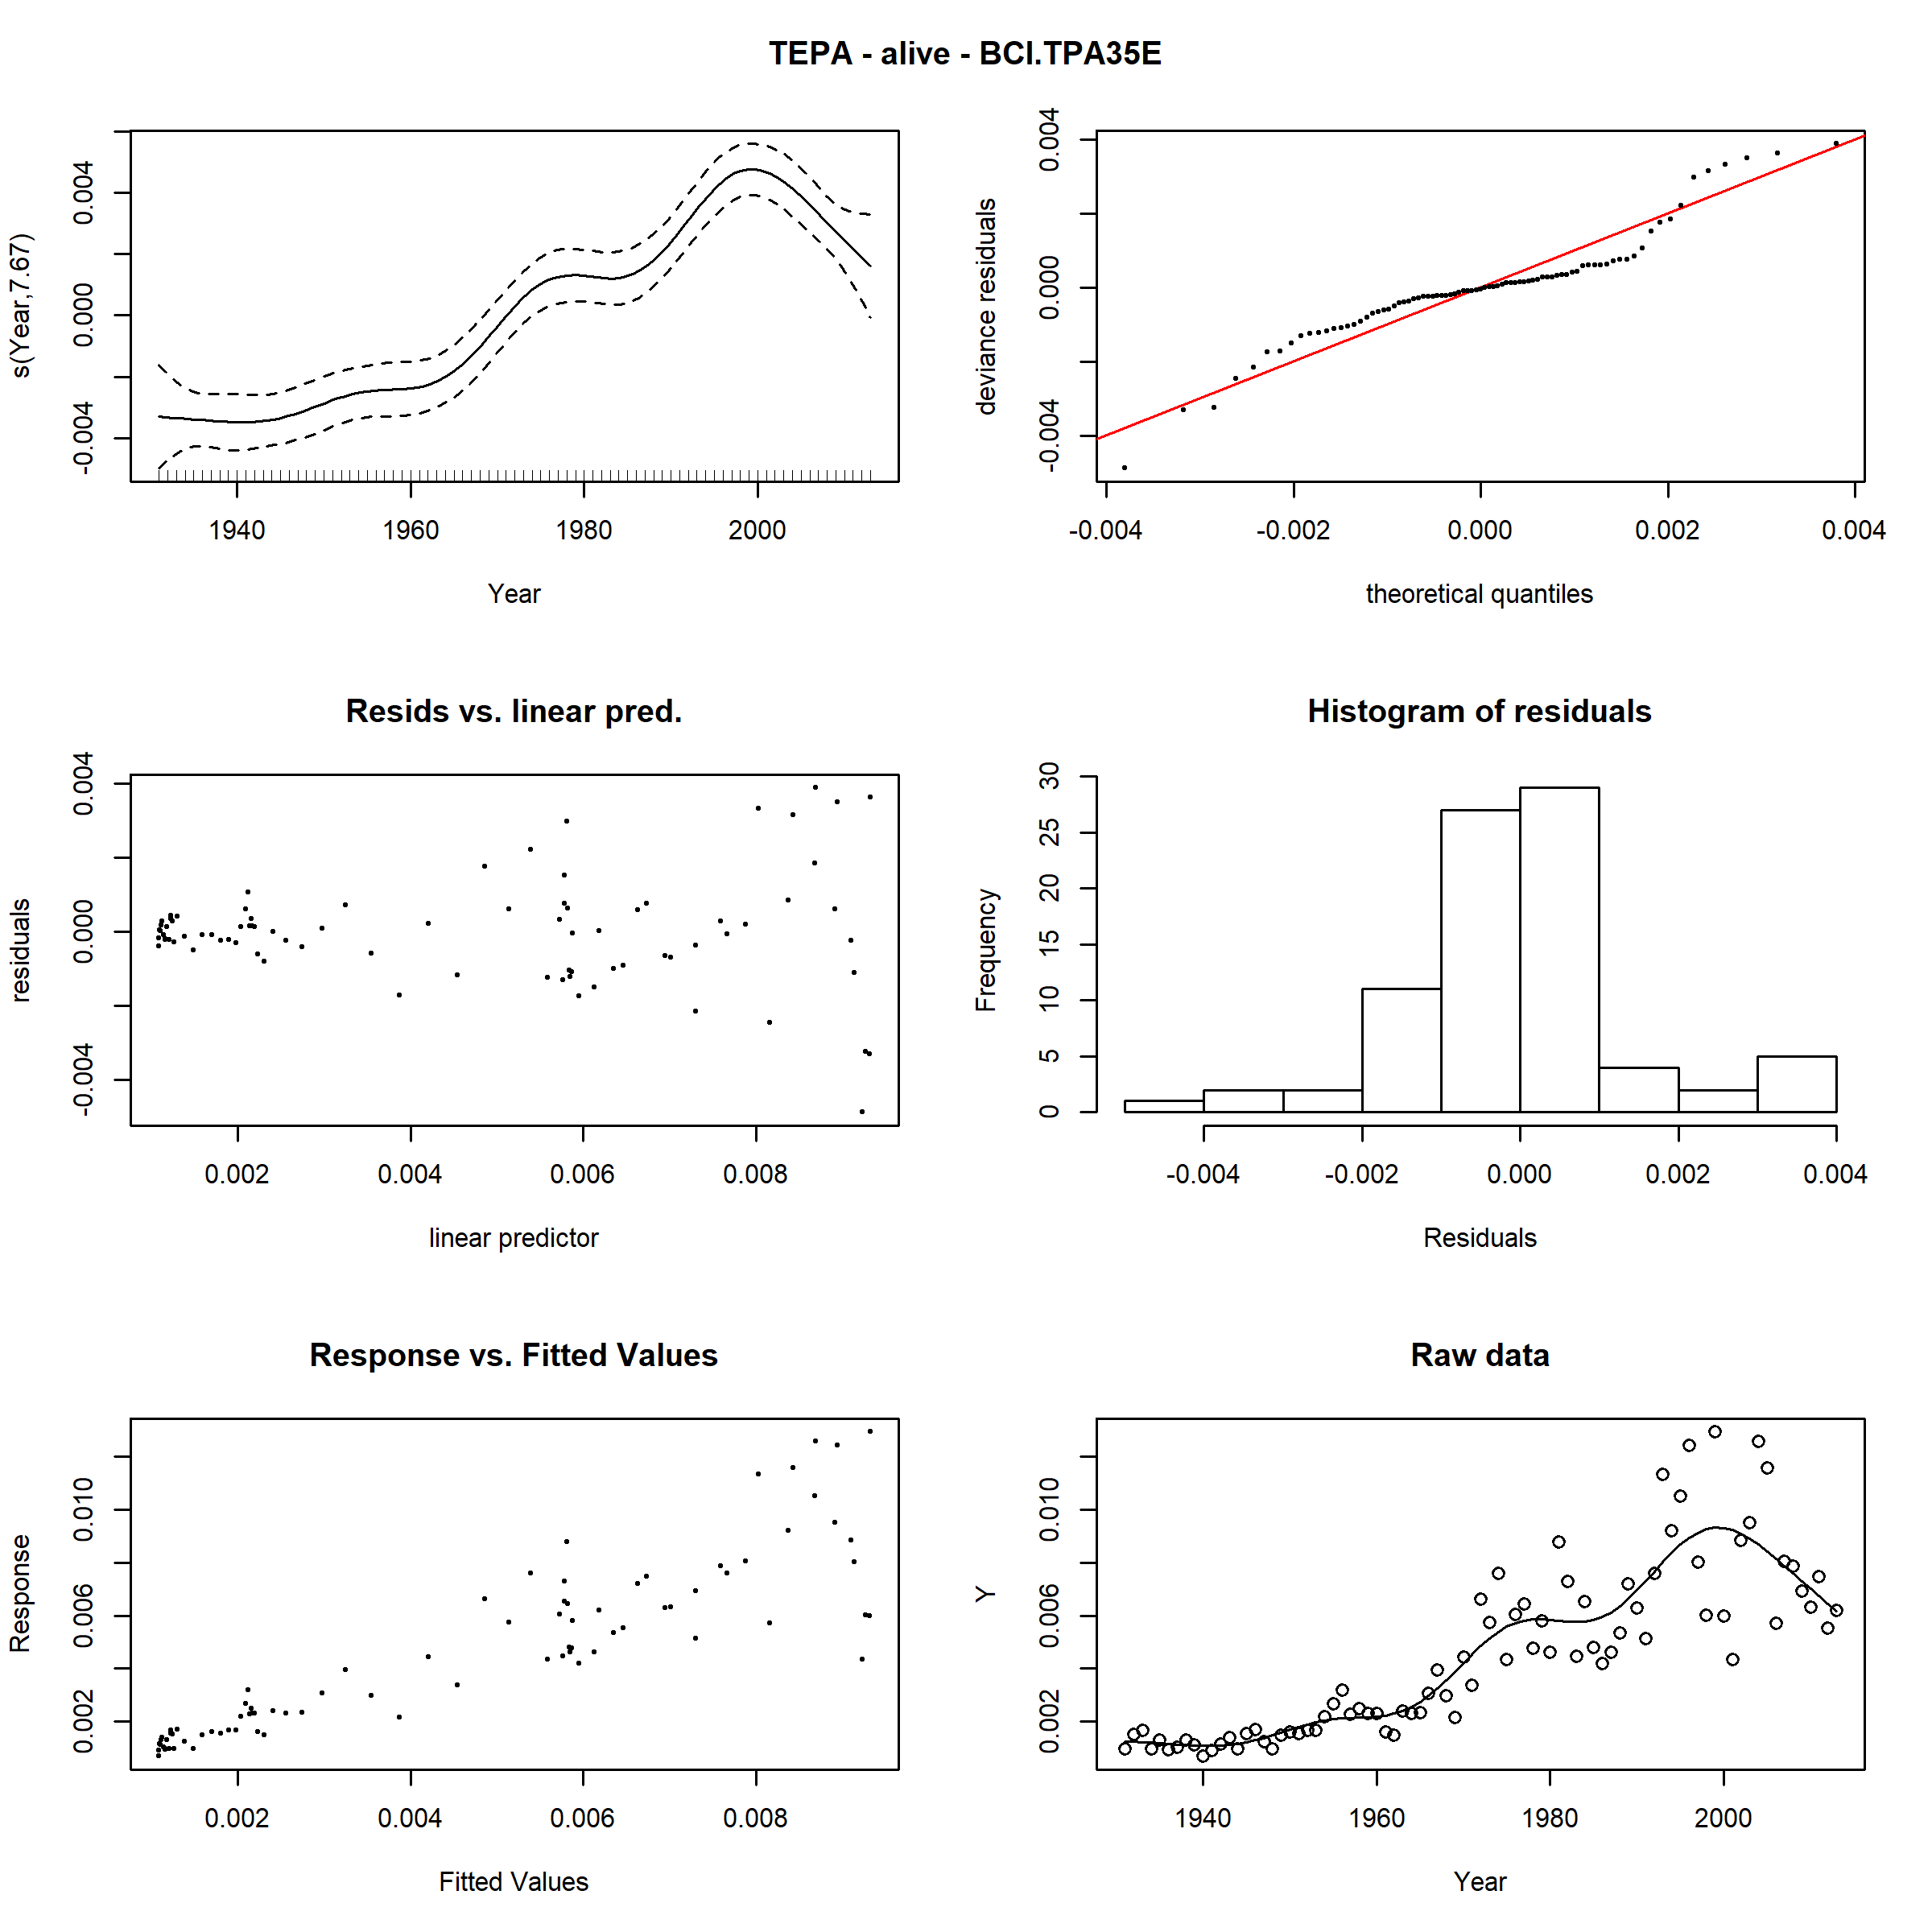 TEPA - alive - BCI.TPA35E
s(Year,7.67)
0.004
0.000
-0.004
1940 1960 1980 2000
Year
deviance residuals
0.004
0.000
-0.004
-0.004 -0.002 0.000 0.002 0.004
theoretical quantiles
Resids vs. linear pred.
residuals
0.004
0.000
-0.004
0.002 0.004 0.006 0.008
linear predictor
Histogram of residuals
Frequency
30
25
20
15
10
5
0
-0.004 -0.002 0.000 0.002 0.004
Residuals
Response vs. Fitted Values
Response
0.010
0.006
0.002
0.002 0.004 0.006 0.008
Fitted Values
Raw data
Y
0.010
0.006
0.002
1940 1960 1980 2000
Year